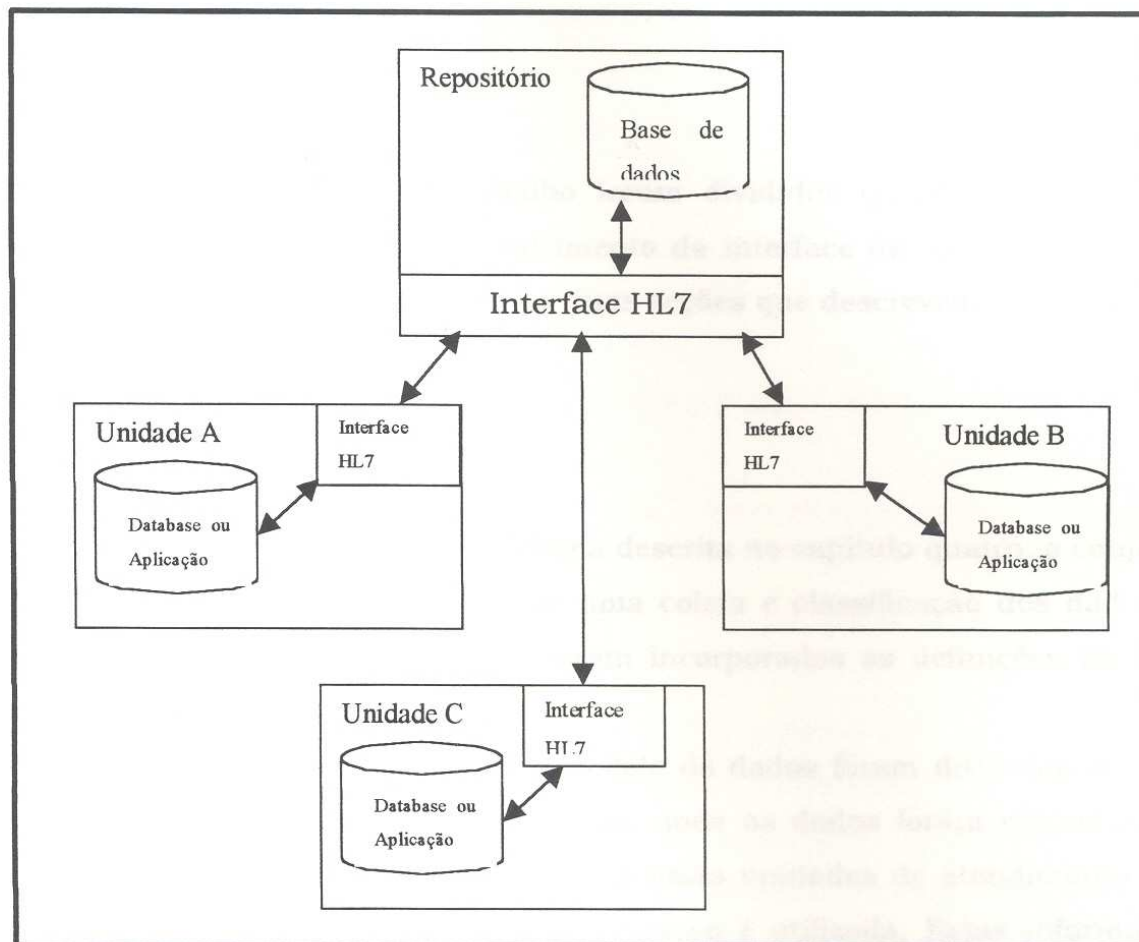 Repositório
Base de
dados
Interface HL7
Unidade A
Interface
HL7
Database ou
Aplicação
Interface
HL7
Unidade B
Database ou
Aplicação
Unidade C
Interface
HL7
Database ou
Aplicação